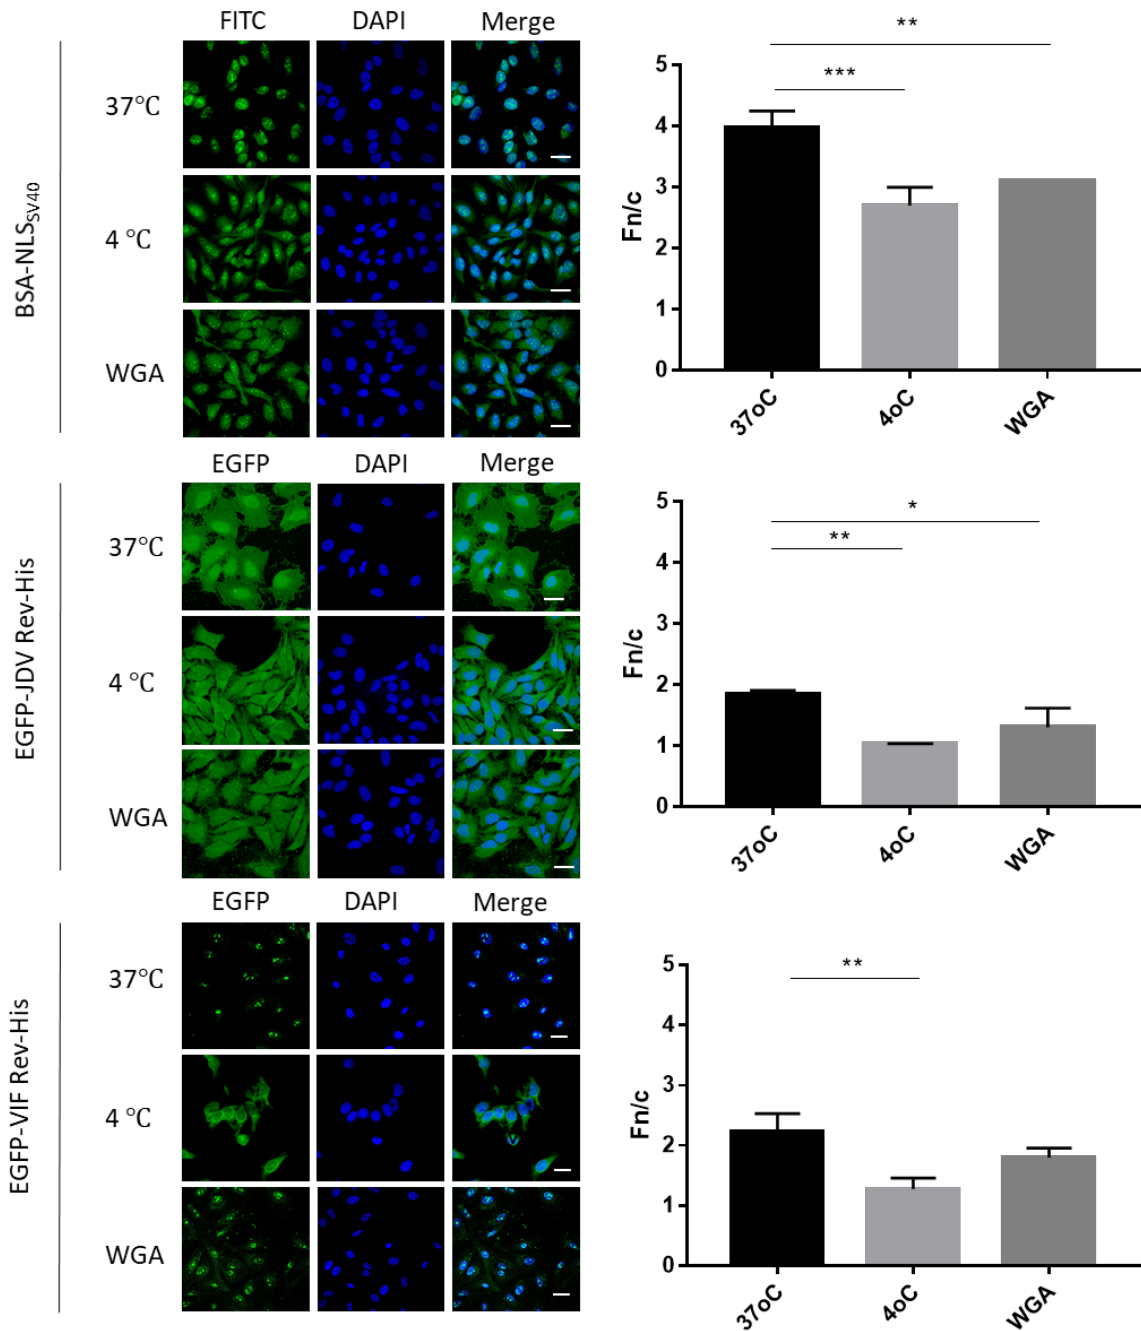 FITC DAPI Merge
BSA-NLSSV40
37°C
4 °C
WGA
**
***
5
4
3
2
1
0
Fn/c
37oC 4oC WGA
EGFP DAPI Merge
EGFP-JDV Rev-His
37°C
4 °C
WGA
*
**
5
4
3
2
1
0
Fn/c
37oC 4oC WGA
EGFP DAPI Merge
EGFP-VIF Rev-His
37°C
4 °C
WGA
**
5
4
3
2
1
0
Fn/c
37oC 4oC WGA